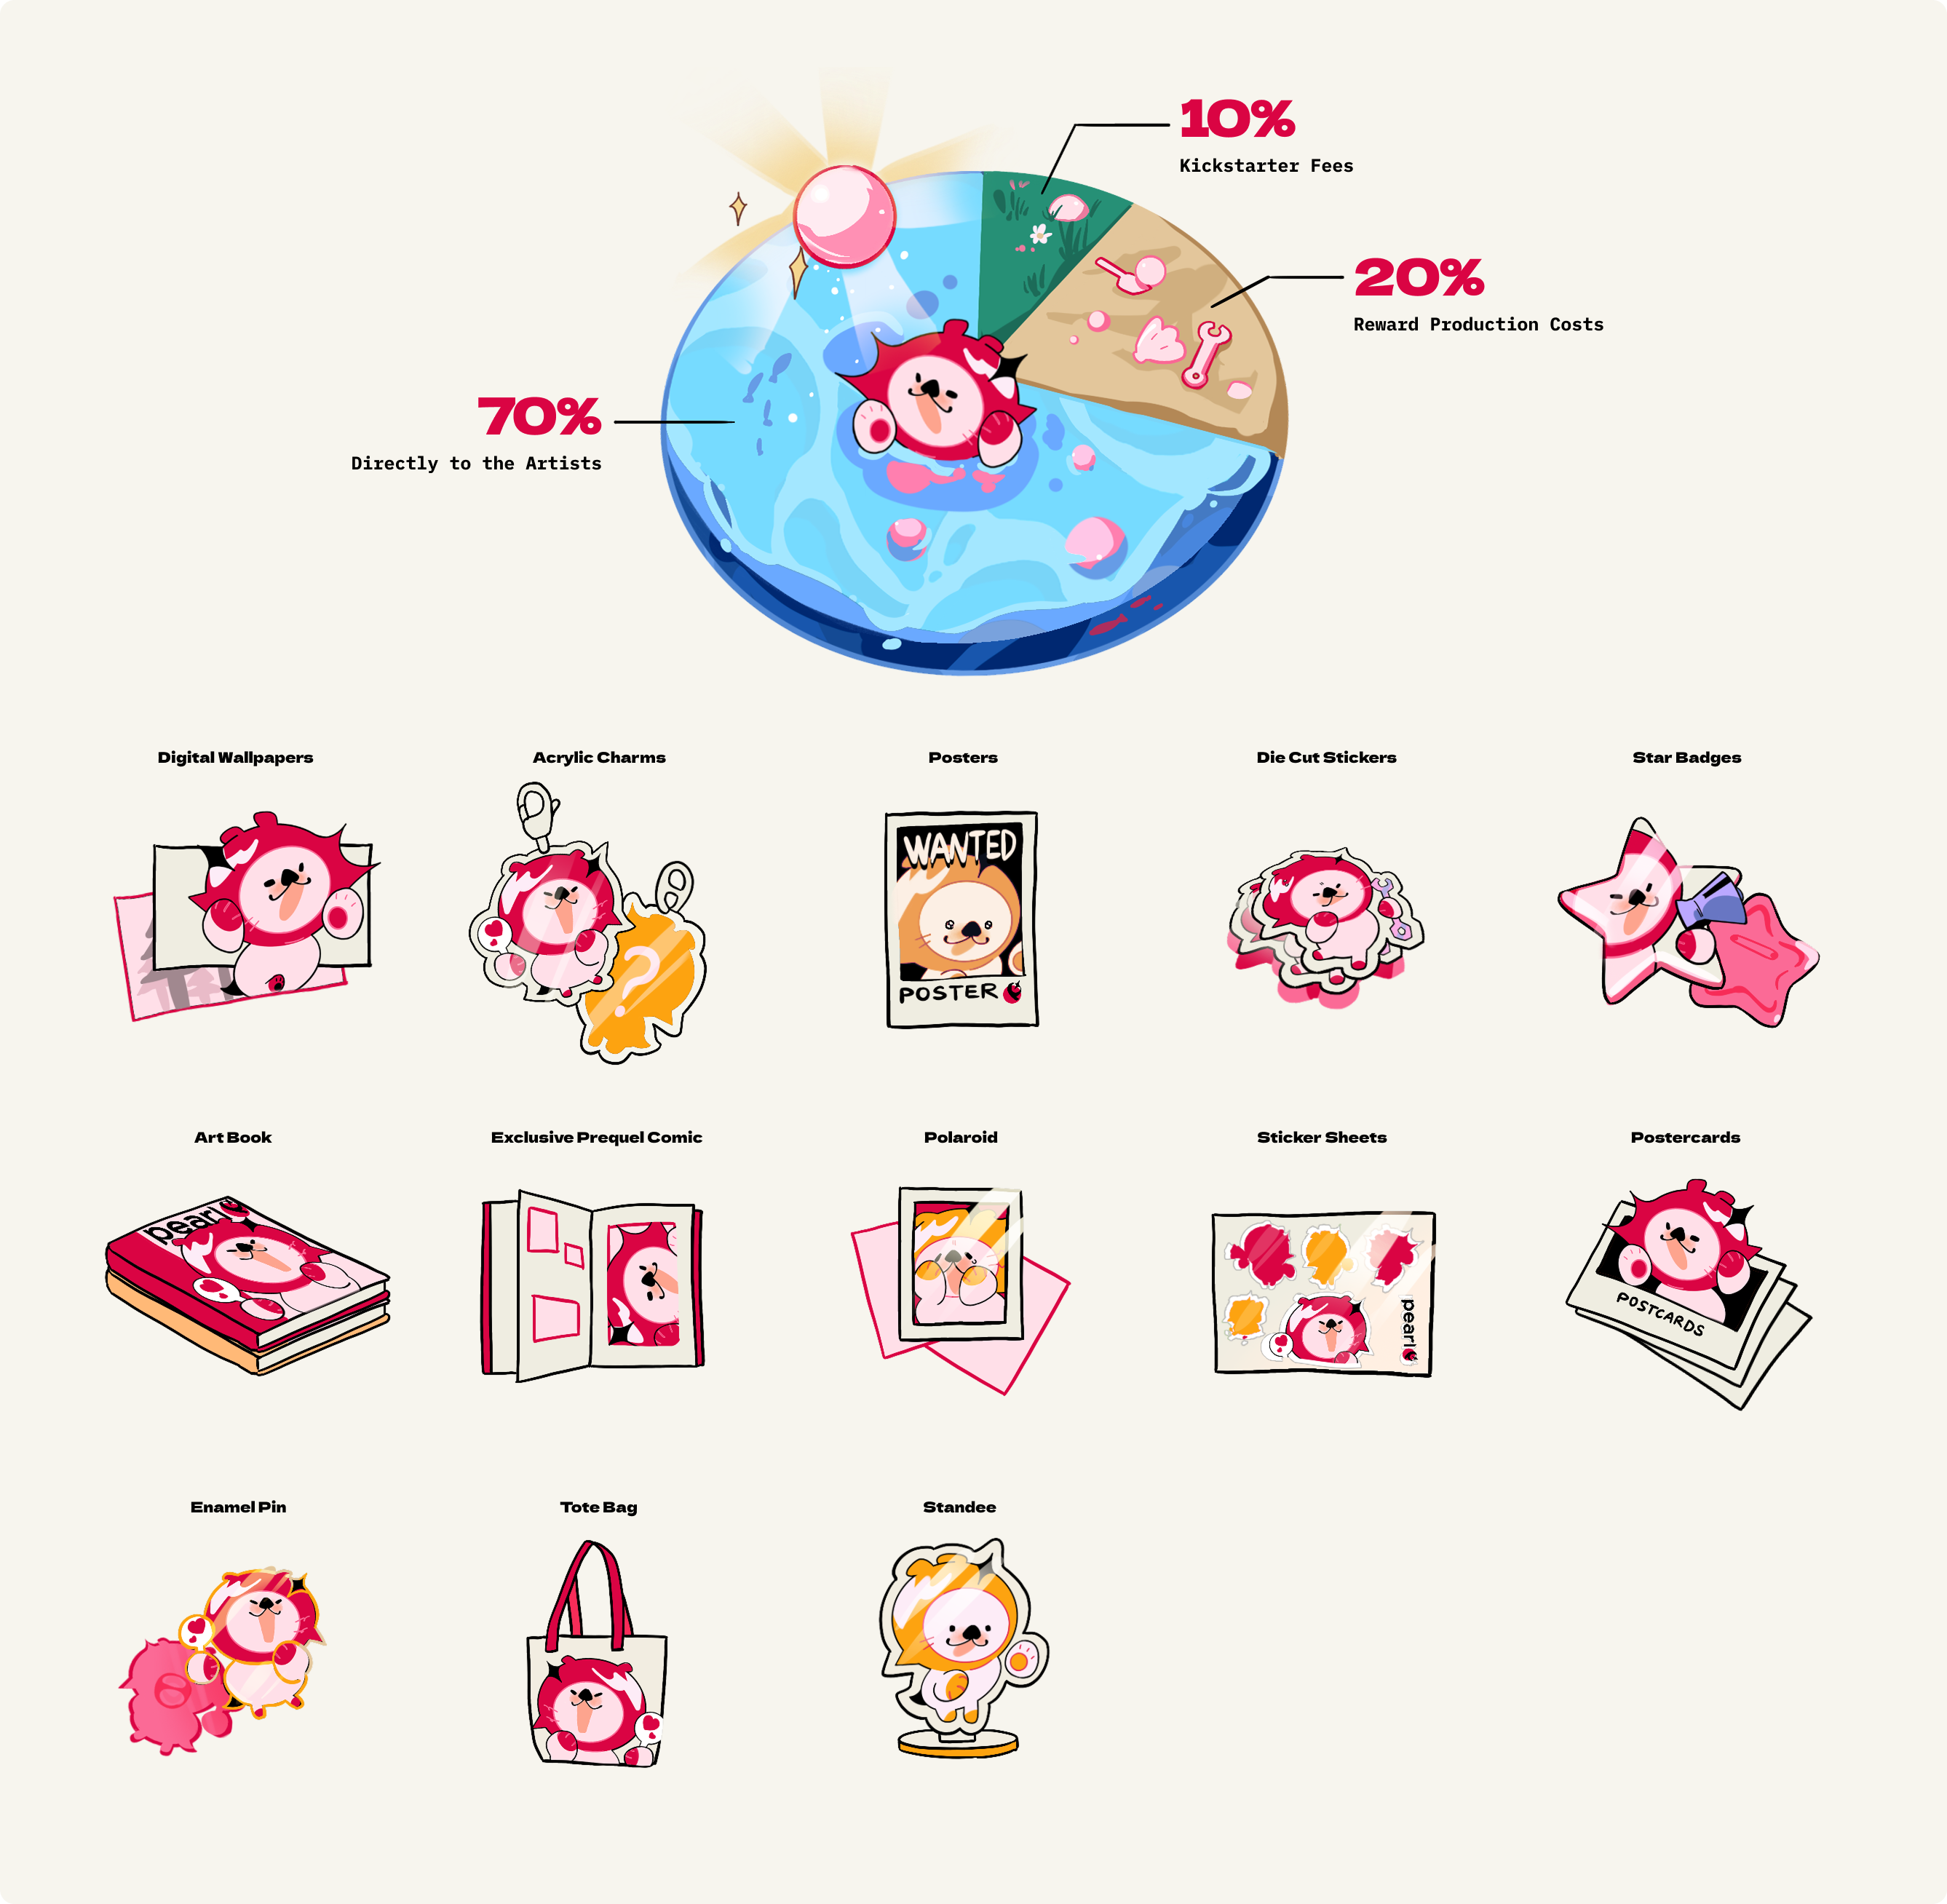 10%
Kickstarter Fees
20%
Reward Production Costs
70%
Directly to the Artists
Digital Wallpapers
Acrylic Charms
Posters
Die Cut Stickers
Star Badges
?
WANTED
POSTER
Art Book
Exclusive Prequel Comic
Polaroid
Sticker Sheets
Postercards
pearl
pearl
POSTCARDS
Enamel Pin
Tote Bag
Standee